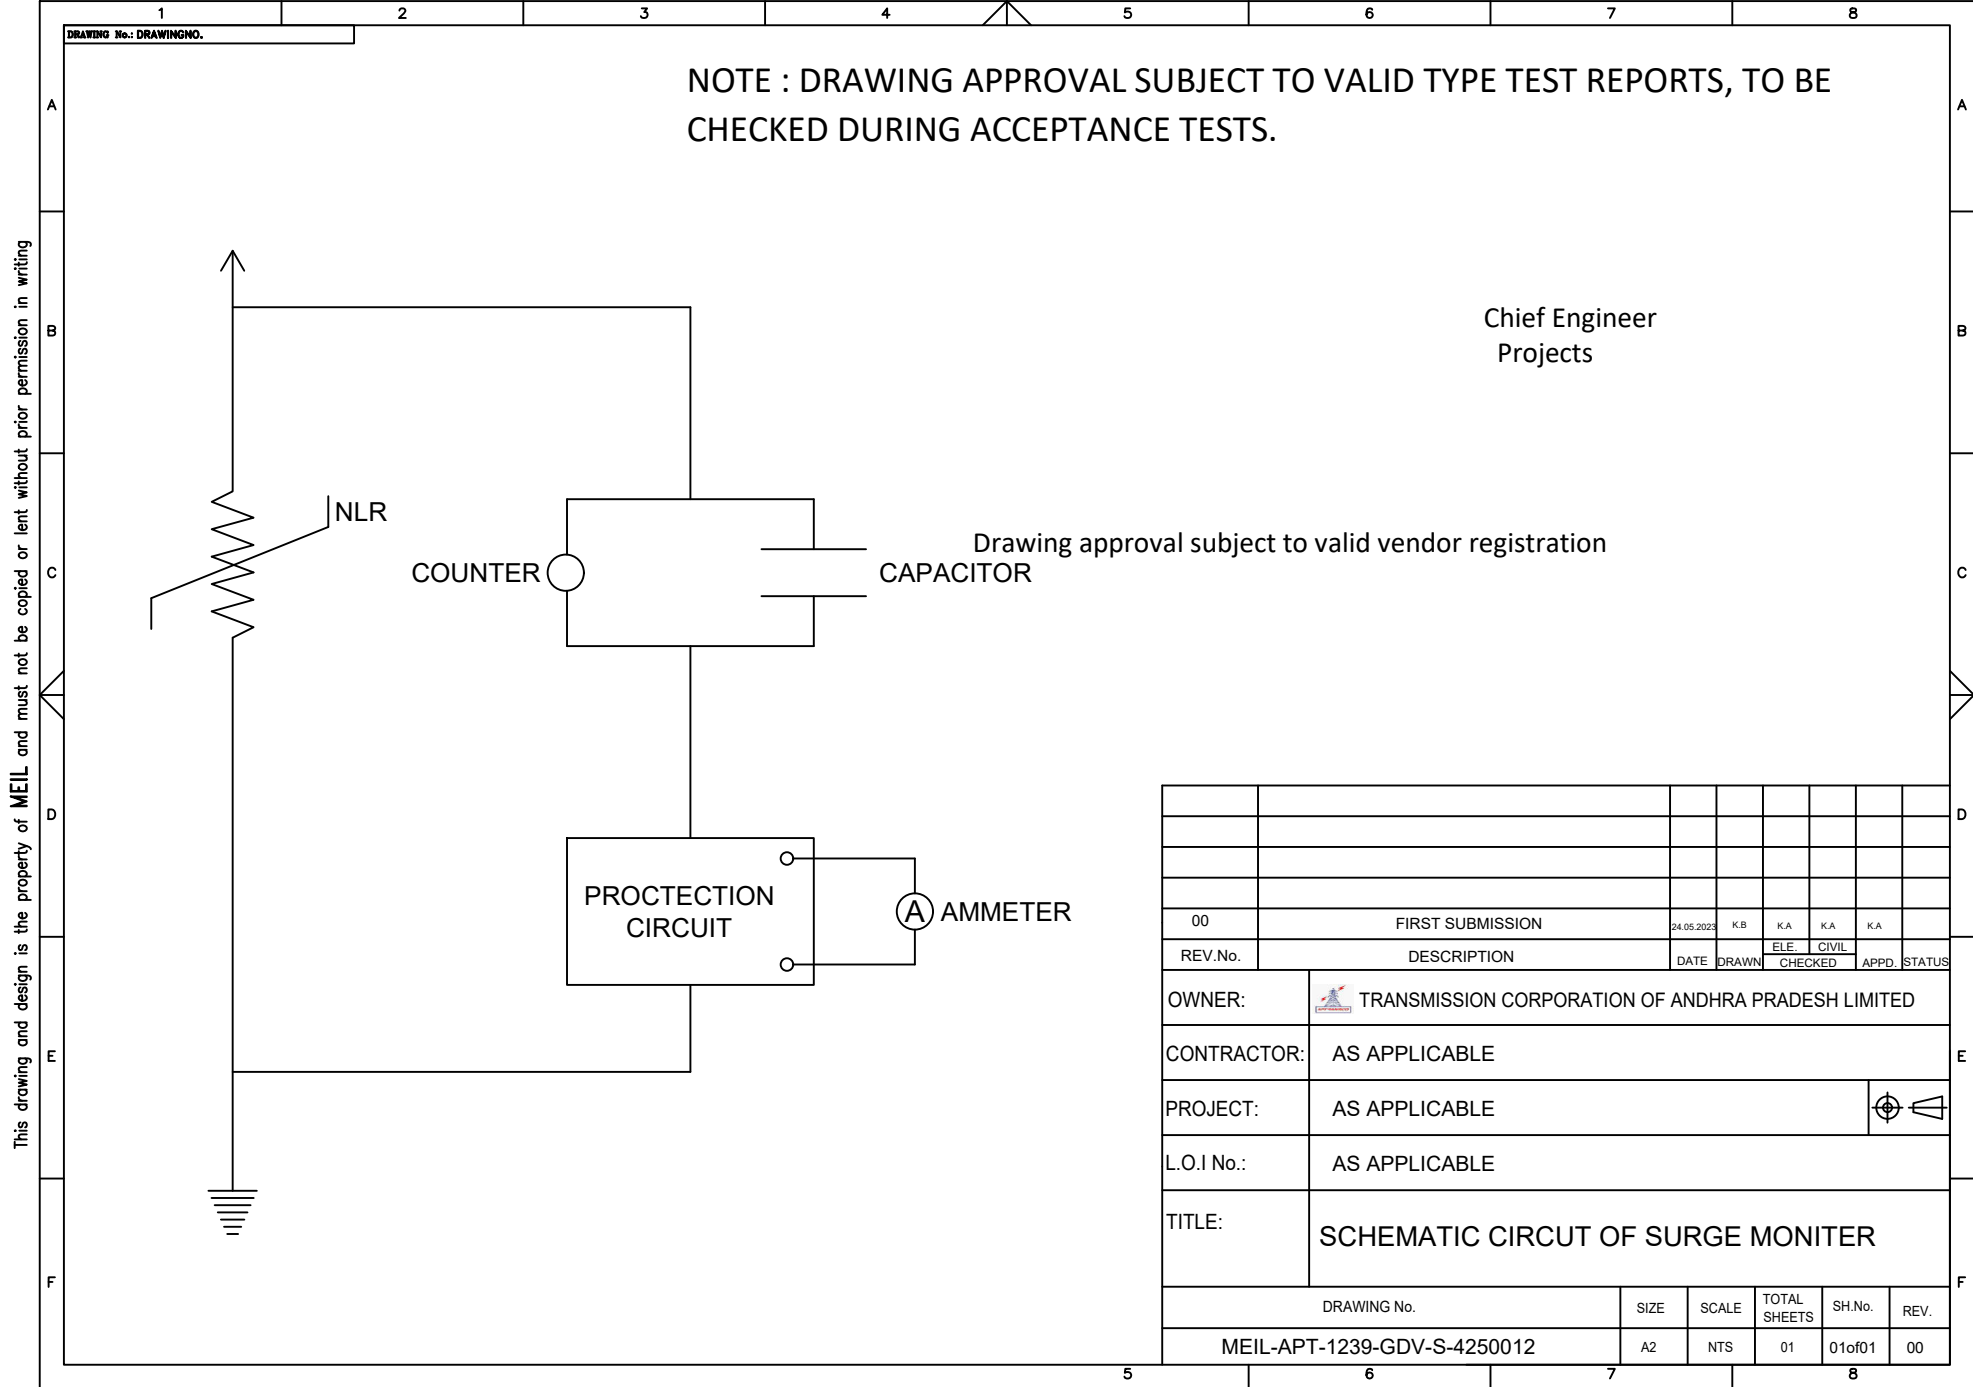 1 2 3 4 5 6 7 8
DRAWING No.: DRAWINGNO.
NOTE : DRAWING APPROVAL SUBJECT TO VALID TYPE TEST REPORTS, TO BE
CHECKED DURING ACCEPTANCE TESTS.
A A
This drawing and design is the property of MEIL and must not be copied or lent without prior permission in writing
B B
Chief Engineer
Projects
NLR
Drawing approval subject to valid vendor registration
C C
COUNTER
CAPACITOR
D D
PROCTECTION
CIRCUIT
A AMMETER
00 FIRST SUBMISSION 24.05.2023 K.B K.A K.A K.A
REV.No. DESCRIPTION DATE DRAWN ELE. CIVIL CHECKED APPD. STATUS
OWNER: TRANSMISSION CORPORATION OF ANDHRA PRADESH LIMITED
E E
CONTRACTOR: AS APPLICABLE
PROJECT: AS APPLICABLE
L.O.I No.: AS APPLICABLE
TITLE: SCHEMATIC CIRCUT OF SURGE MONITER
F F
DRAWING No. SIZE SCALE TOTAL SHEETS SH.No. REV.
MEIL-APT-1239-GDV-S-4250012 A2 NTS 01 01of01 00
5 6 7 8